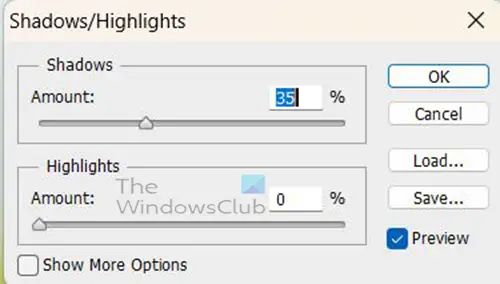 Shadows/Highlights
Shadows
Amount:
35
%
Highlights
Amount:
0
%
Show More Options
OK
Cancel
Load...
Save...
Preview
The
WindowsClub